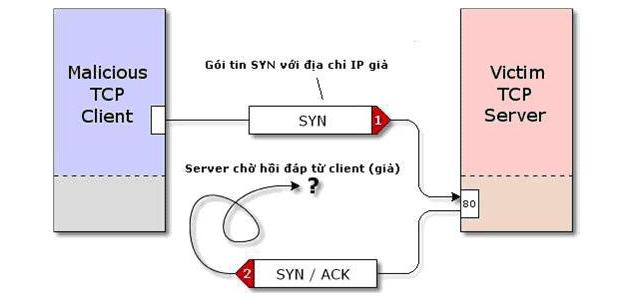 Malicious
TCP
Client
Gói tin SYN với địa chỉ IP giả
SYN
1
Victim
TCP
Server
80
Server chờ hồi đáp từ client (giả)
?
2
SYN / ACK